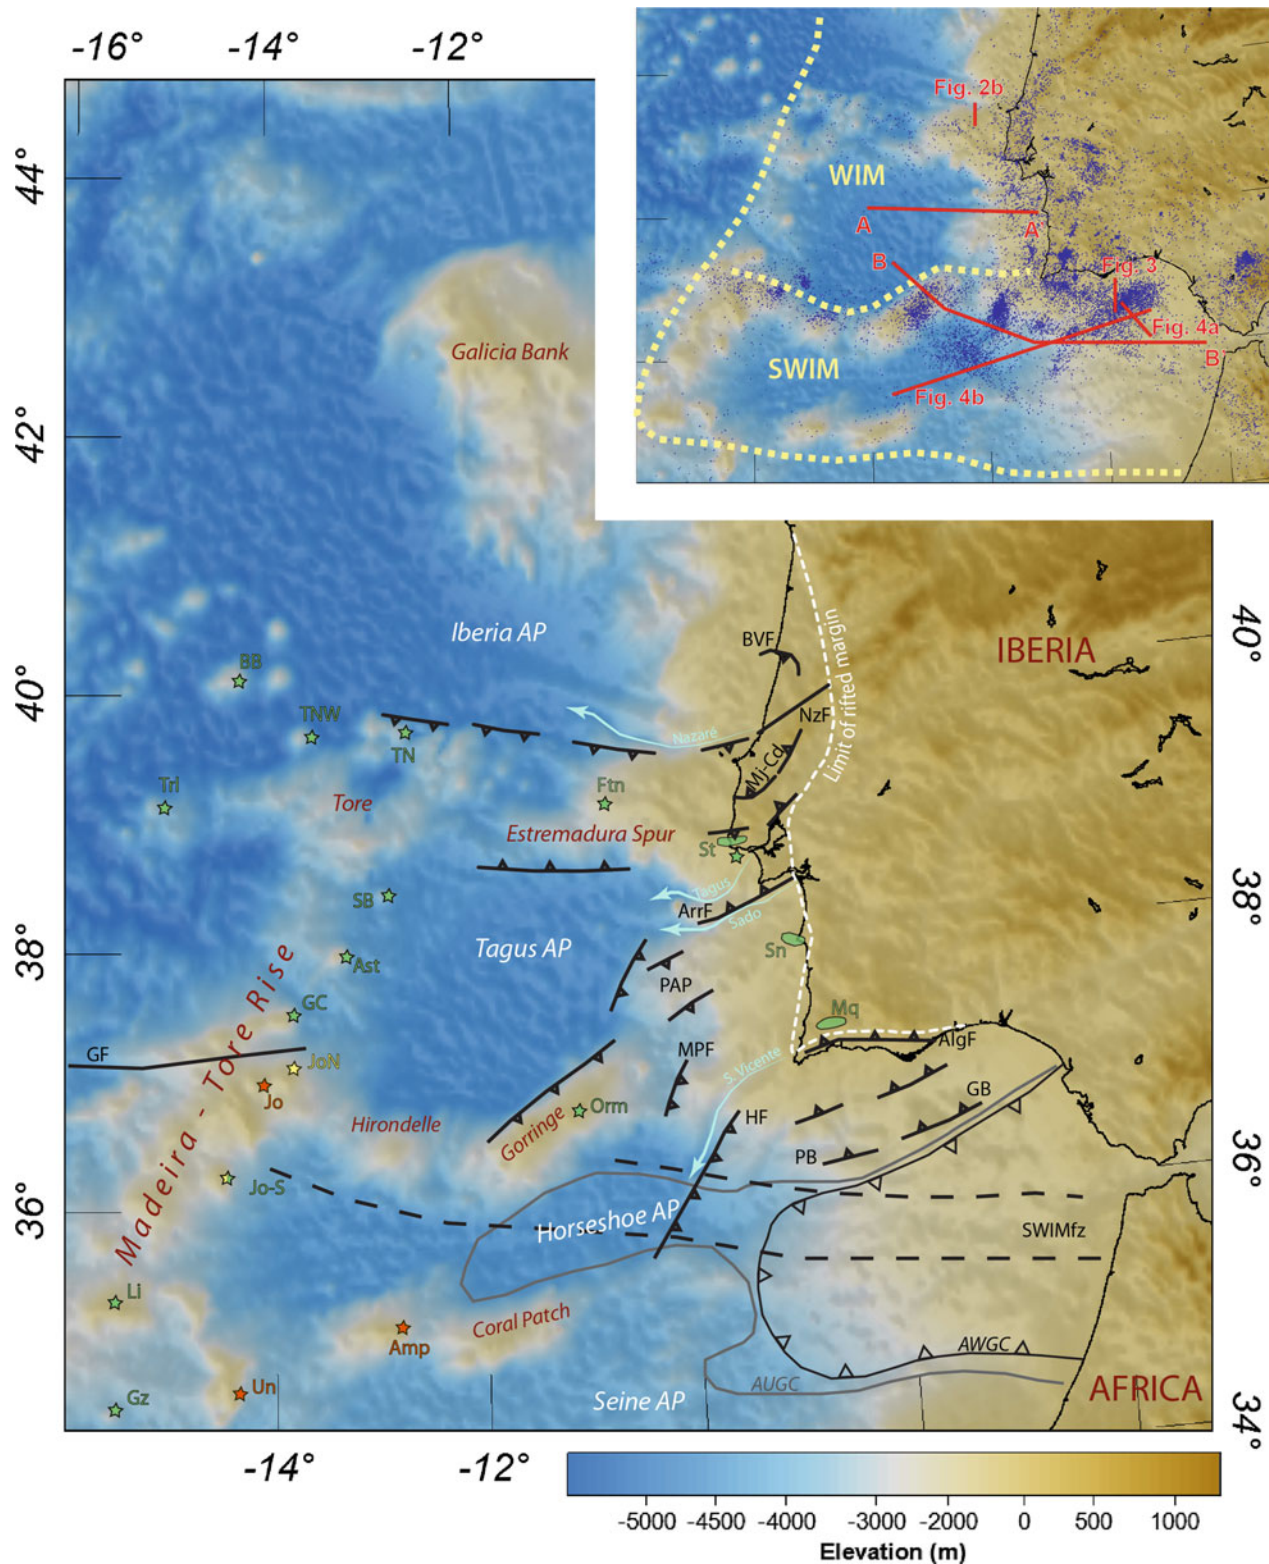 -16°
-14°
-12°
44°
42°
40°
38°
36°
40°
38°
36°
34°
-14°
-12°
Fig. 2b
WIM
A
A
B
Fig. 3
Fig. 4a
B'
SWIM
Fig. 4b
Galicia Bank
Iberia AP
BVF
IBERIA
Limit of rifted margin
BB
TNW
TN
NzF
Nazaré
Mj-Cd
Trl
Tore
Ftn
Estremadura Spur
St
SB
Tagus
ArrF
Sado
Tagus AP
Ast
Sn
PAP
GC
Mq
Madeira - Tore Rise
GF
JoN
Jo
MPF
S. Vicente
AlgF
Hirondelle
Gorringe
Orm
HF
GB
PB
Jo-S
Horseshoe AP
SWIMfz
Li
Coral Patch
Amp
AWGC
Un
AUGC
AFRICA
Gz
Seine AP
-5000 -4500 -4000 -3000 -2000 0 500 1000
Elevation (m)